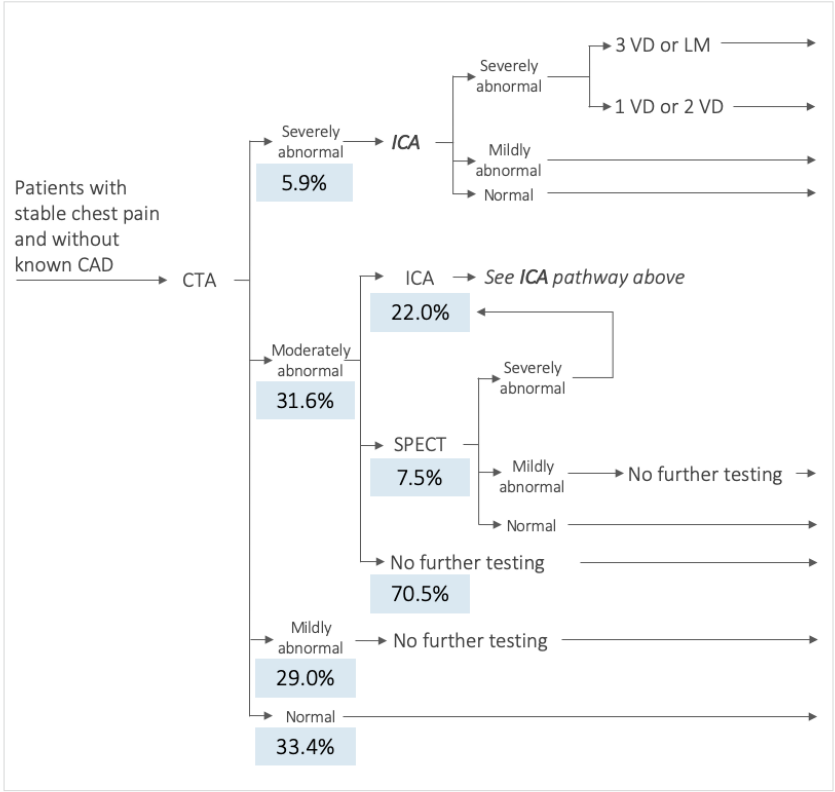 3 VD or LM
Severely
abnormal
1 VD or 2 VD
Severely
abnormal
ICA
5.9%
Mildly
abnormal
Normal
Patients with
stable chest pain
and without
known CAD
CTA
ICA
See ICA pathway above
22.0%
Moderately
abnormal
31.6%
Severely
abnormal
SPECT
7.5%
Mildly
abnormal
No further testing
Normal
No further testing
70.5%
Mildly
abnormal
No further testing
29.0%
Normal
33.4%